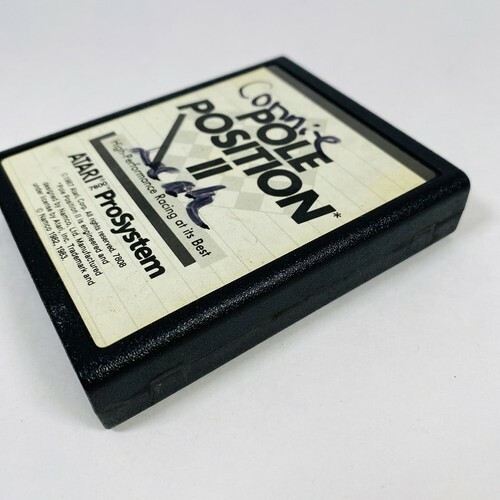 Connie
POLE
POSITION*
II
High-Performance Racing at its Best
ATARI® ProSystem
© 1987 Atari Corp. All rights reserved. 7808
*Pole Position II is engineered and
designed by Namco, Ltd. Manufactured
under license by Atari, Inc. Trademark and
© Namco 1982, 1983.